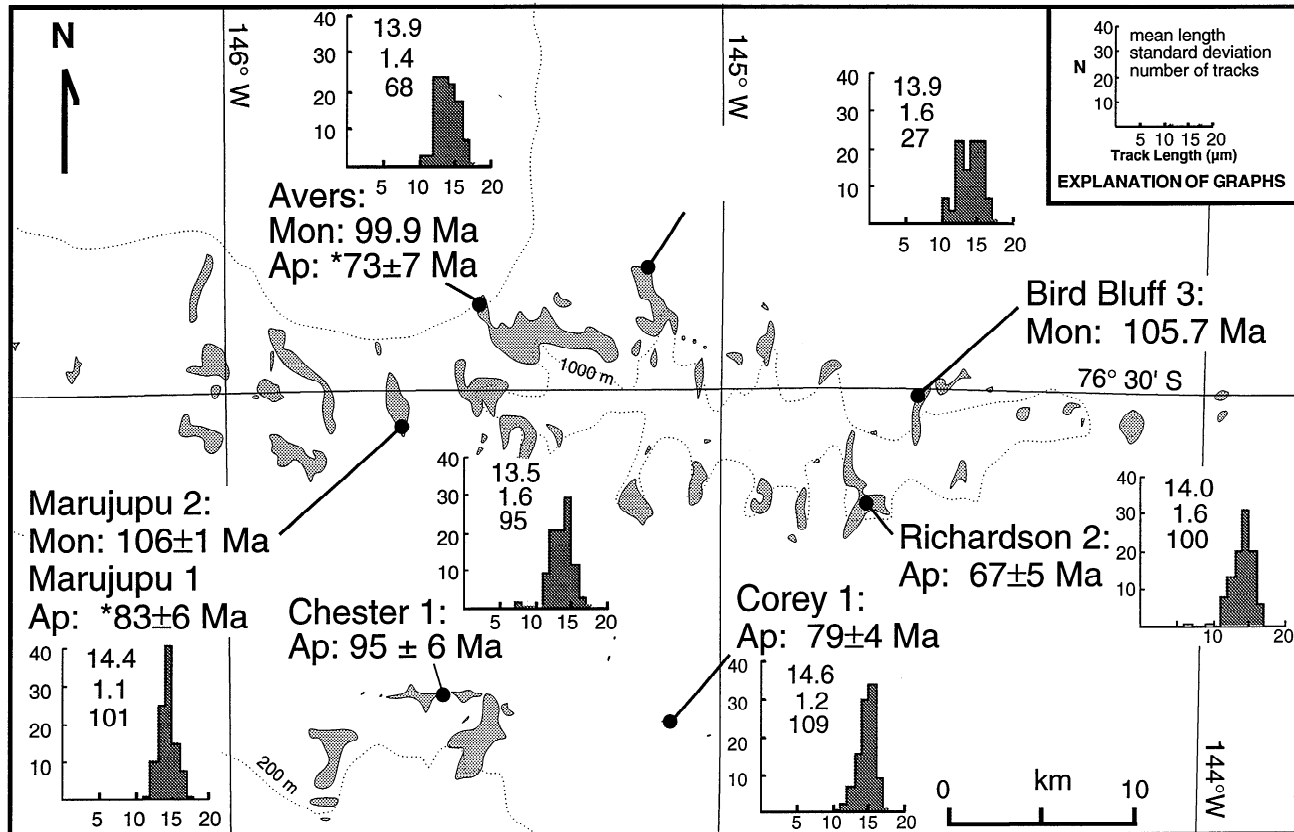 N
146° W
145° W
40
30
20
10
13.9
1.4
68
5 10 15 20
Avers:
Mon: 99.9 Ma
Ap: *73±7 Ma
40
30
20
10
13.9
1.6
27
5 10 15 20
40
30
N
20
10
mean length
standard deviation
number of tracks
5 10 15 20
Track Length (µm)
EXPLANATION OF GRAPHS
Bird Bluff 3:
Mon: 105.7 Ma
1000 m
76° 30' S
Marujupu 2:
Mon: 106±1 Ma
Marujupu 1
Ap: *83±6 Ma
40
30
20
10
14.4
1.1
101
5 10 15 20
40
30
20
10
13.5
1.6
95
5 10 15 20
Chester 1:
Ap: 95 ± 6 Ma
Richardson 2:
Ap: 67±5 Ma
40
30
20
10
14.0
1.6
100
10 20
Corey 1:
Ap: 79±4 Ma
40
30
20
10
14.6
1.2
109
5 10 15 20
200 m
0 km 10
144°W